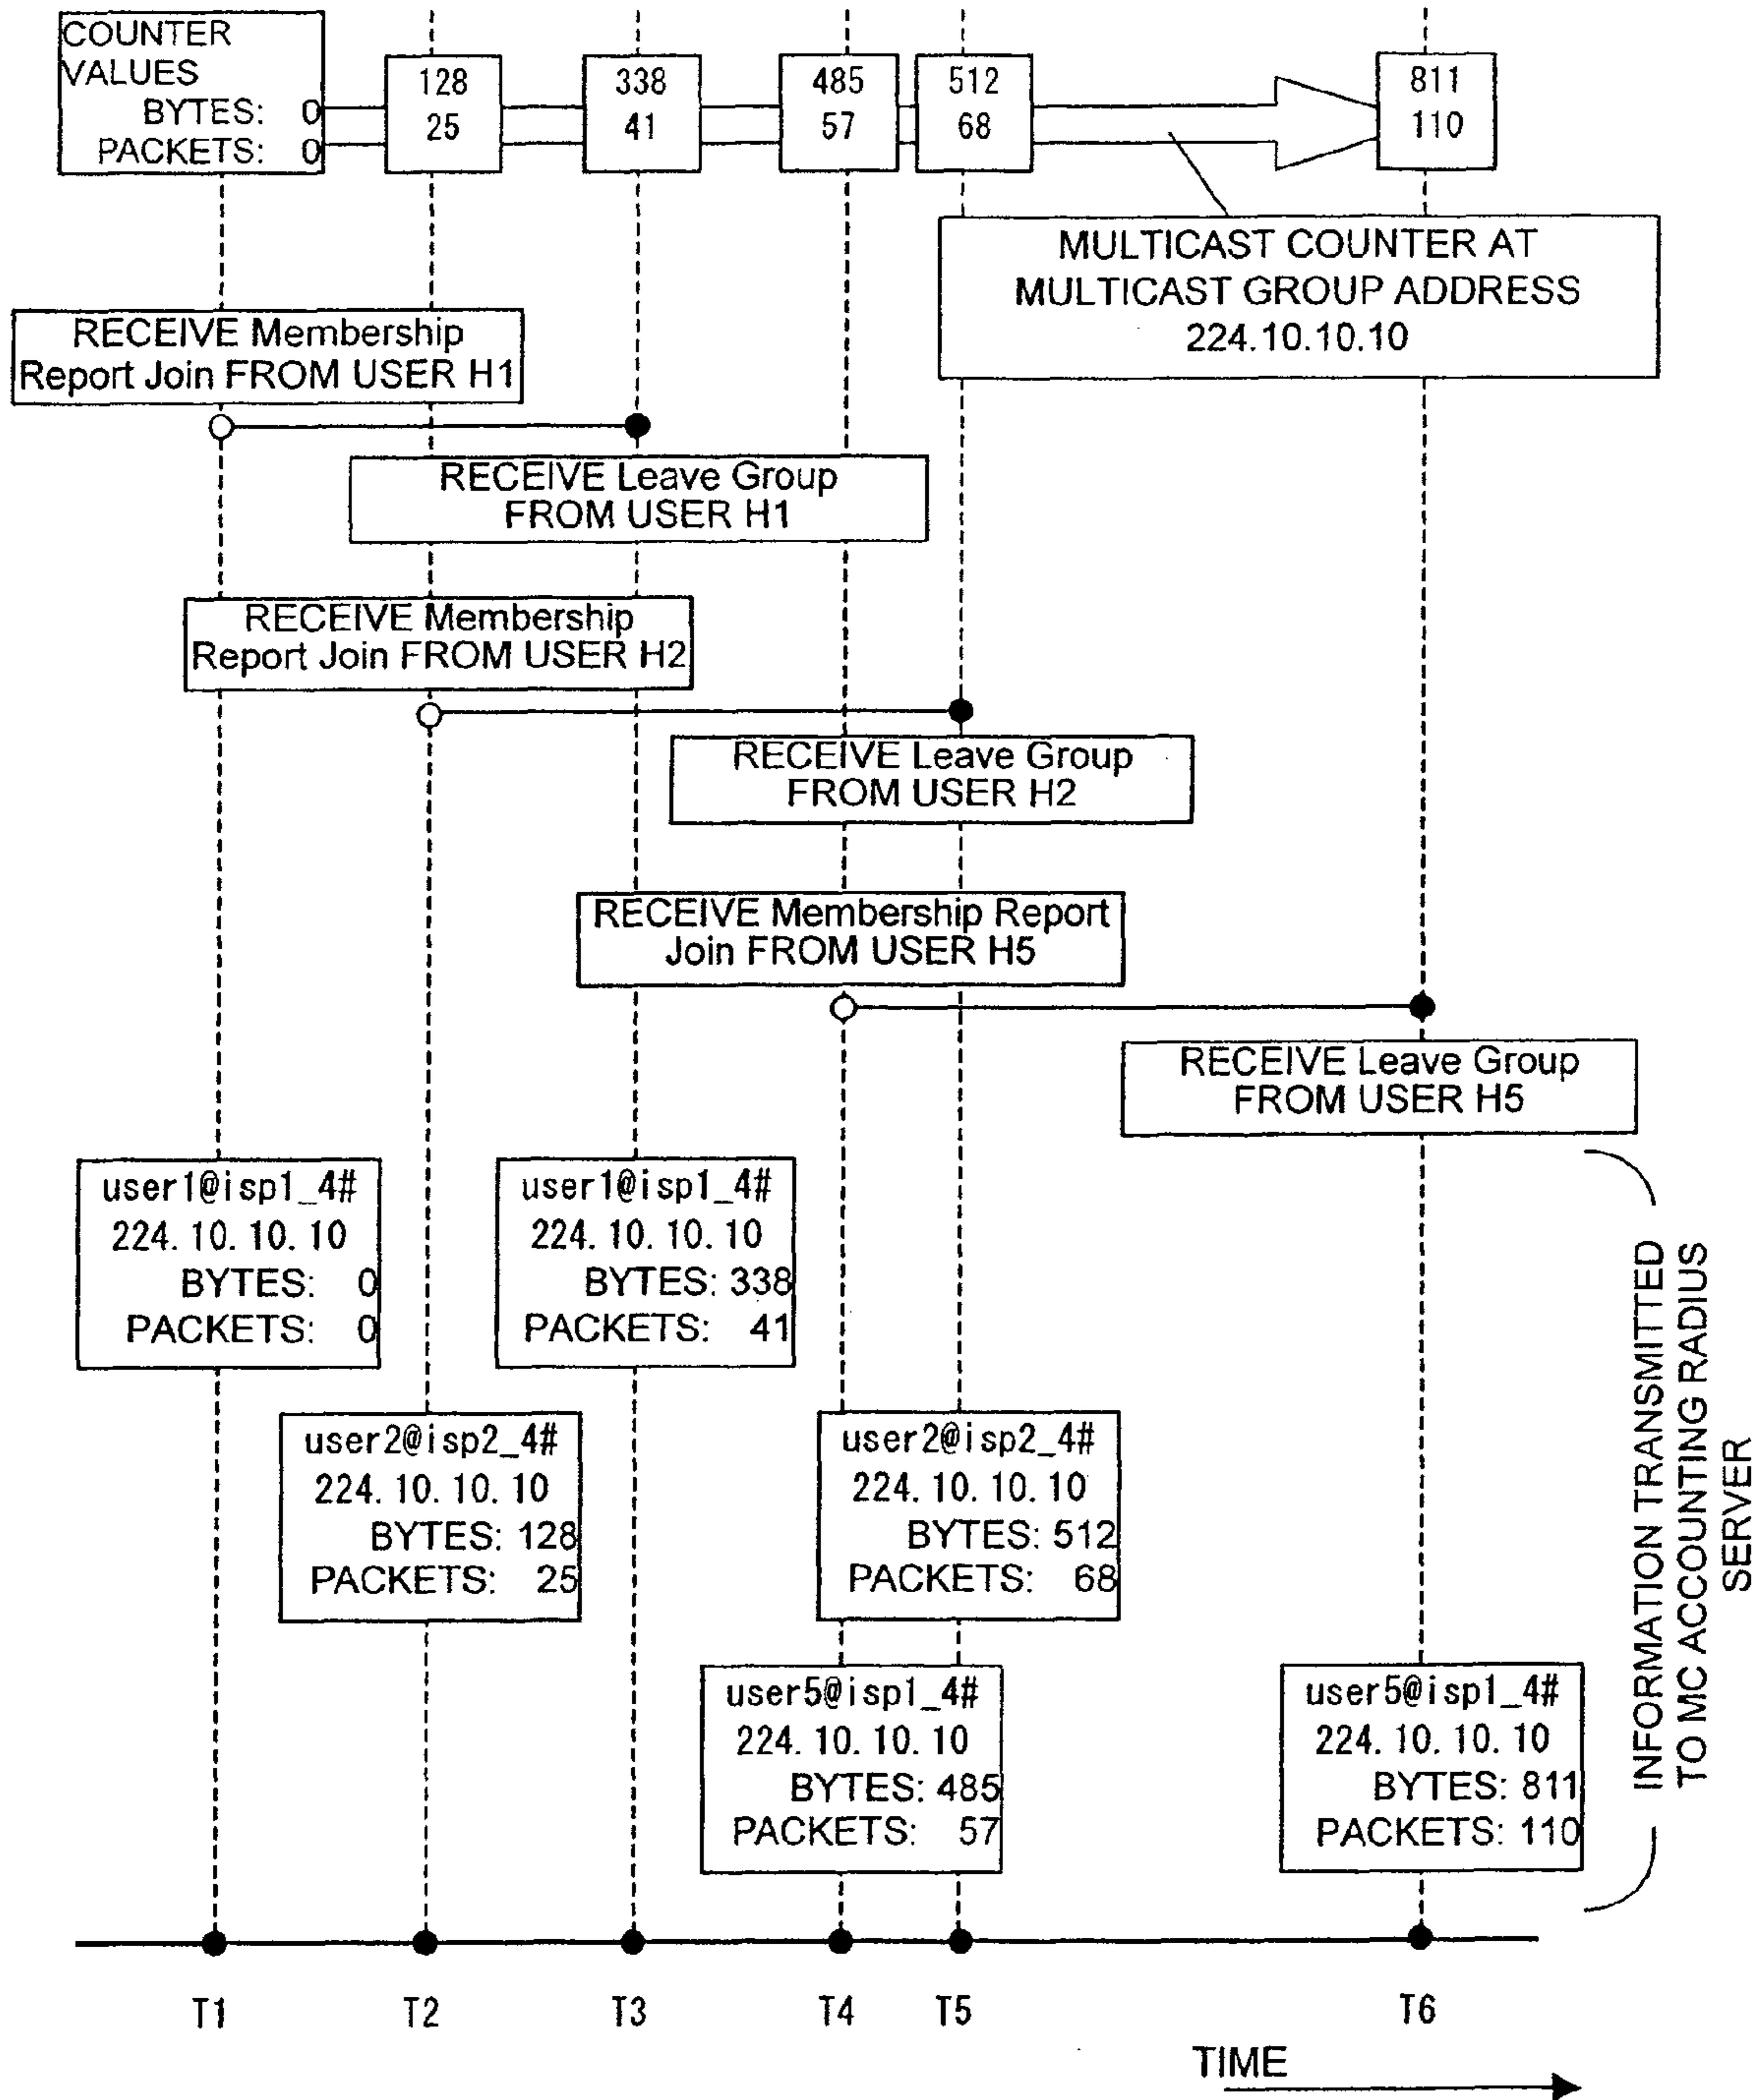 COUNTER
VALUES
BYTES: 0
PACKETS: 0
128
25
338
41
485
57
512
68
811
110
MULTICAST COUNTER AT
MULTICAST GROUP ADDRESS
224.10.10.10
RECEIVE Membership
Report Join FROM USER H1
RECEIVE Leave Group
FROM USER H1
RECEIVE Membership
Report Join FROM USER H2
RECEIVE Leave Group
FROM USER H2
RECEIVE Membership Report
Join FROM USER H5
RECEIVE Leave Group
FROM USER H5
user1@isp1_4#
224.10.10.10
BYTES: 0
PACKETS: 0
user1@isp1_4#
224.10.10.10
BYTES: 338
PACKETS: 41
user2@isp2_4#
224.10.10.10
BYTES: 128
PACKETS: 25
user2@isp2_4#
224.10.10.10
BYTES: 512
PACKETS: 68
user5@isp1_4#
224.10.10.10
BYTES: 485
PACKETS: 57
user5@isp1_4#
224.10.10.10
BYTES: 811
PACKETS: 110
INFORMATION TRANSMITTED
TO MC ACCOUNTING RADIUS
SERVER
T1 T2 T3 T4 T5 T6
TIME